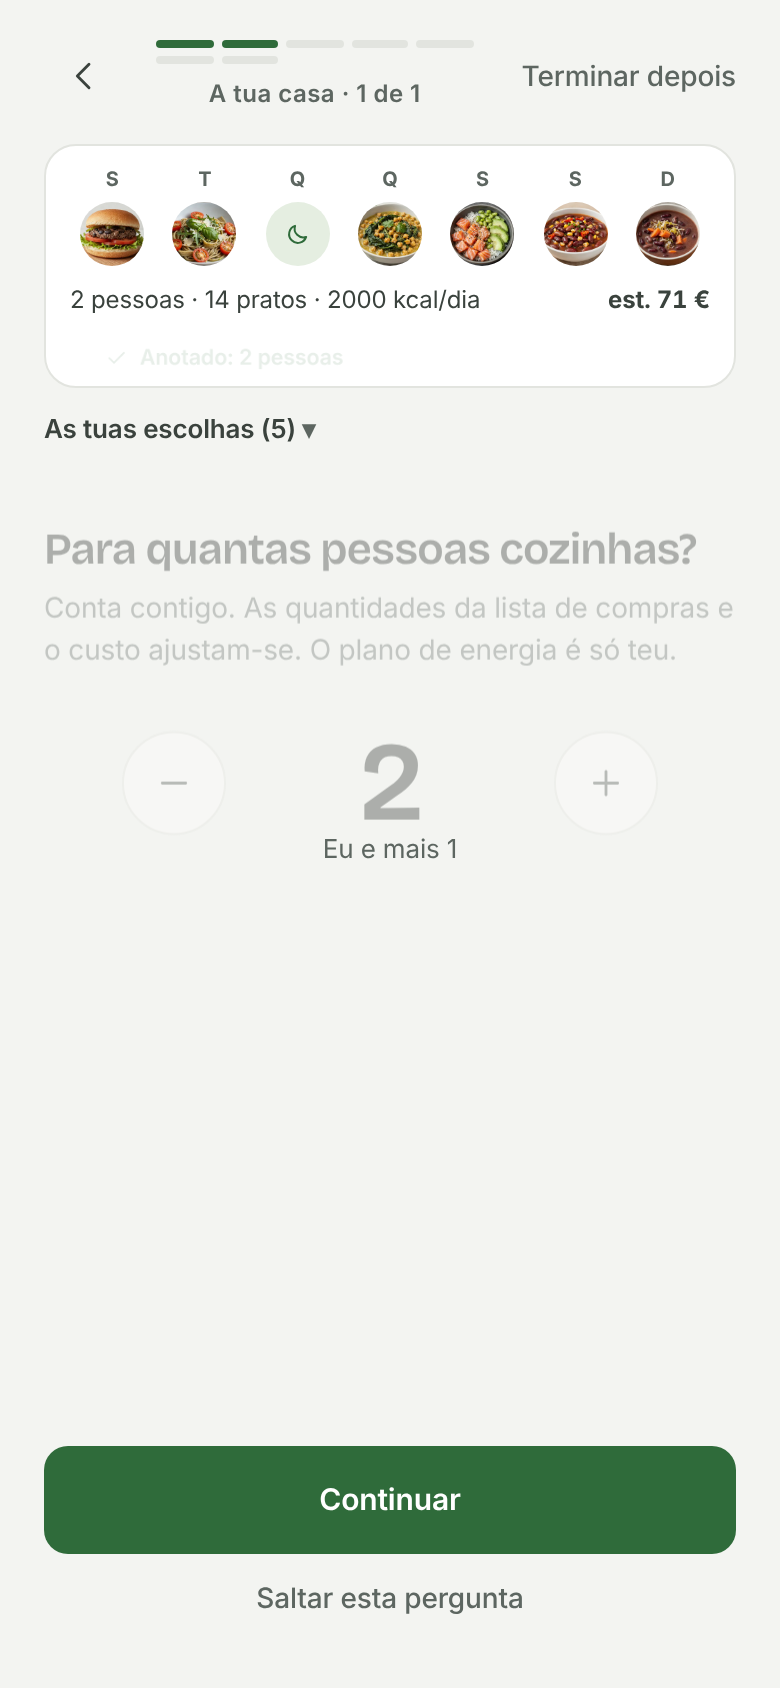 A tua casa · 1 de 1
Terminar depois
S T Q Q S S D
2 pessoas · 14 pratos · 2000 kcal/dia est. 71 €
Anotado: 2 pessoas
As tuas escolhas (5) ▾
Para quantas pessoas cozinhas?
Conta contigo. As quantidades da lista de compras e
o custo ajustam-se. O plano de energia é só teu.
− 2 +
Eu e mais 1
Continuar
Saltar esta pergunta